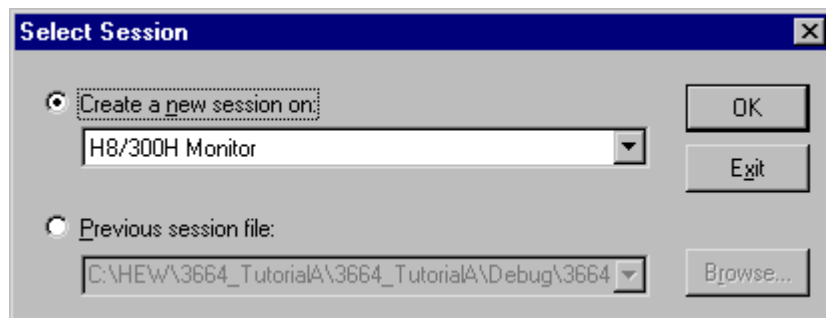 Select Session
Create a new session on:
OK
H8/300H Monitor
Exit
Previous session file:
C:\HEW\3664_TutorialA\3664_TutorialA\Debug\3664
Browse...